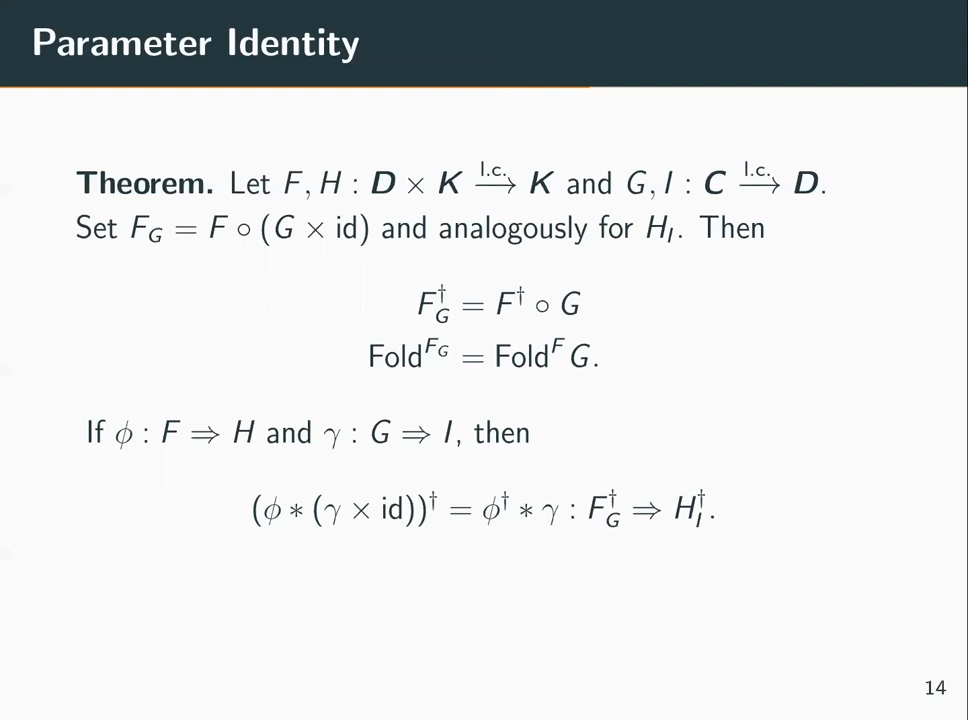 Parameter Identity
Theorem. Let F, H : D × K —l.c.→ K and G, I : C —l.c.→ D.
Set F_G = F ∘ (G × id) and analogously for H_I. Then
F_G^† = F^† ∘ G
Fold^{F_G} = Fold^F G.
If ϕ : F ⇒ H and γ : G ⇒ I, then
(ϕ ∗ (γ × id))^† = ϕ^† ∗ γ : F_G^† ⇒ H_I^†.
14